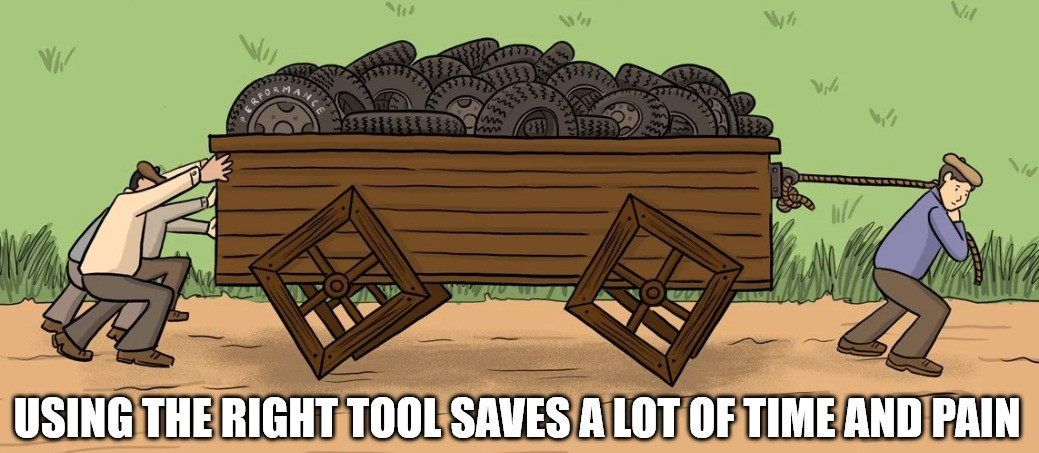 PERFORMANCE
USING THE RIGHT TOOL SAVES A LOT OF TIME AND PAIN